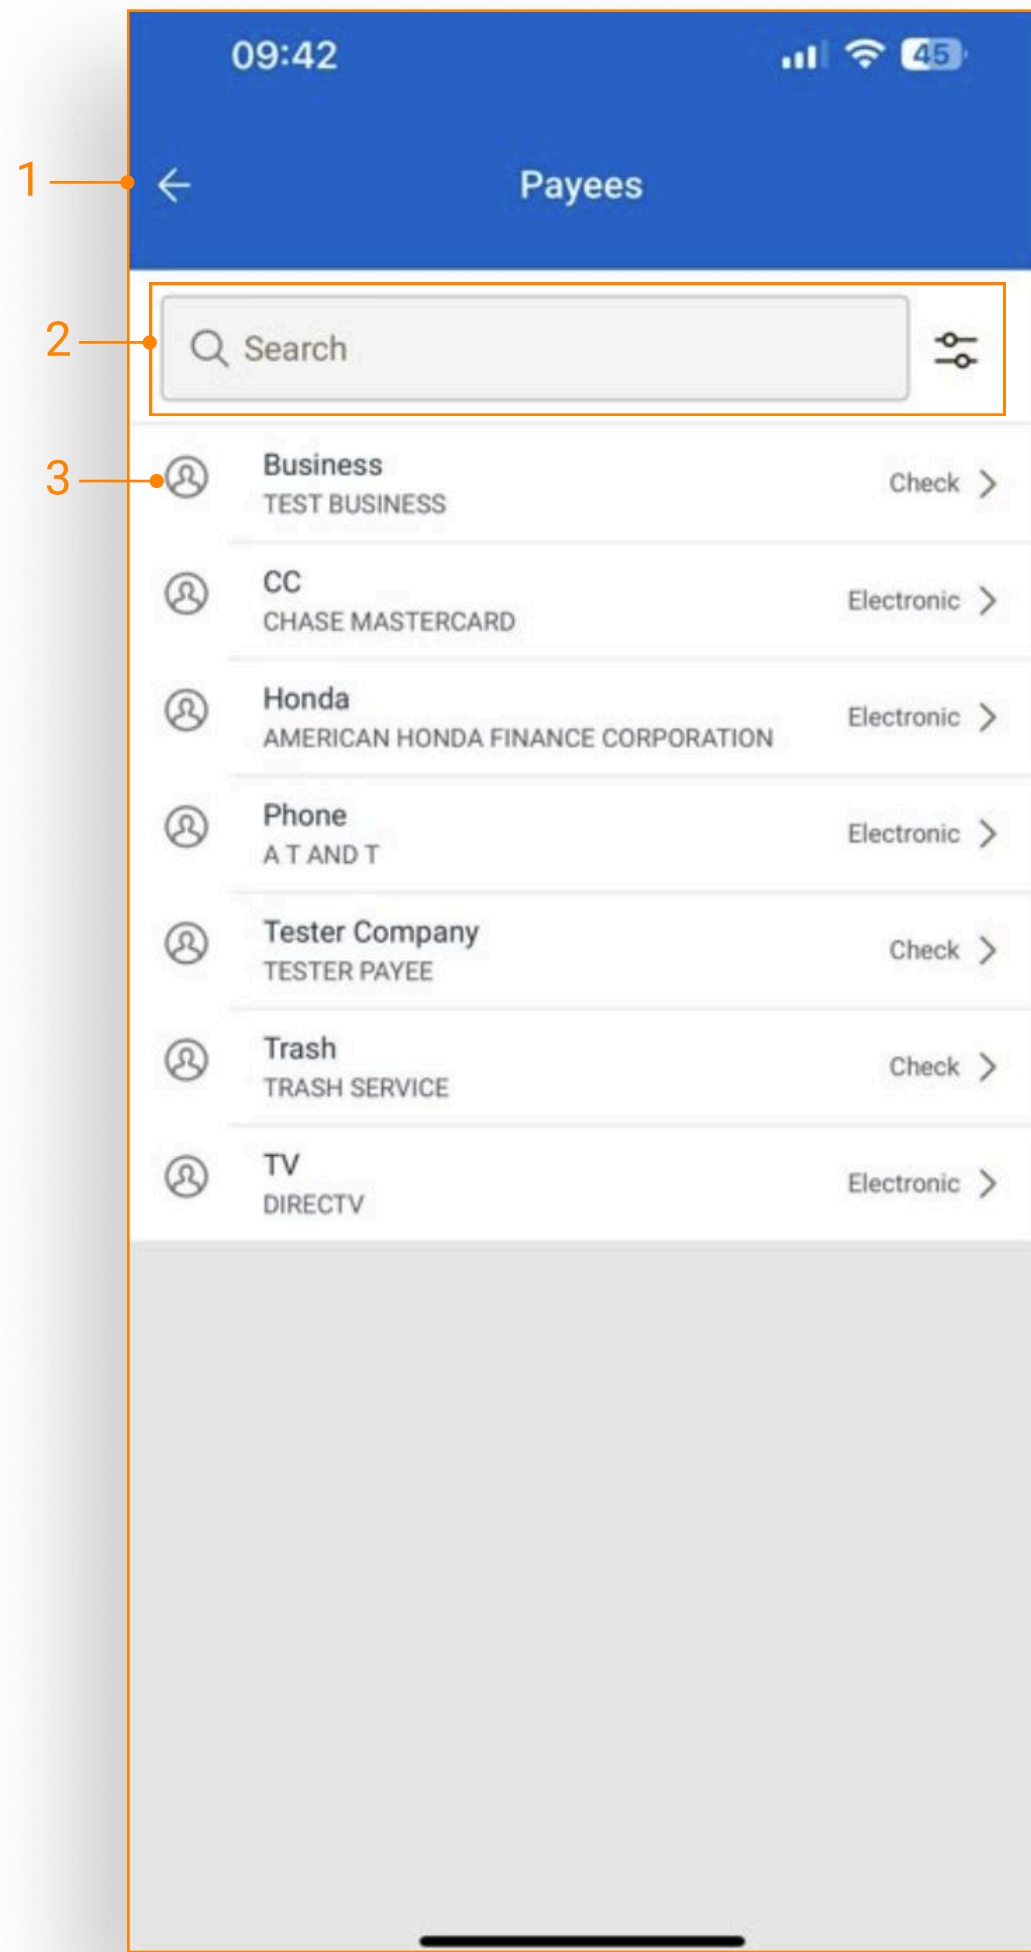 09:42
45
1
Payees
2
Search
3
Business
TEST BUSINESS
Check
CC
CHASE MASTERCARD
Electronic
Honda
AMERICAN HONDA FINANCE CORPORATION
Electronic
Phone
A T AND T
Electronic
Tester Company
TESTER PAYEE
Check
Trash
TRASH SERVICE
Check
TV
DIRECTV
Electronic